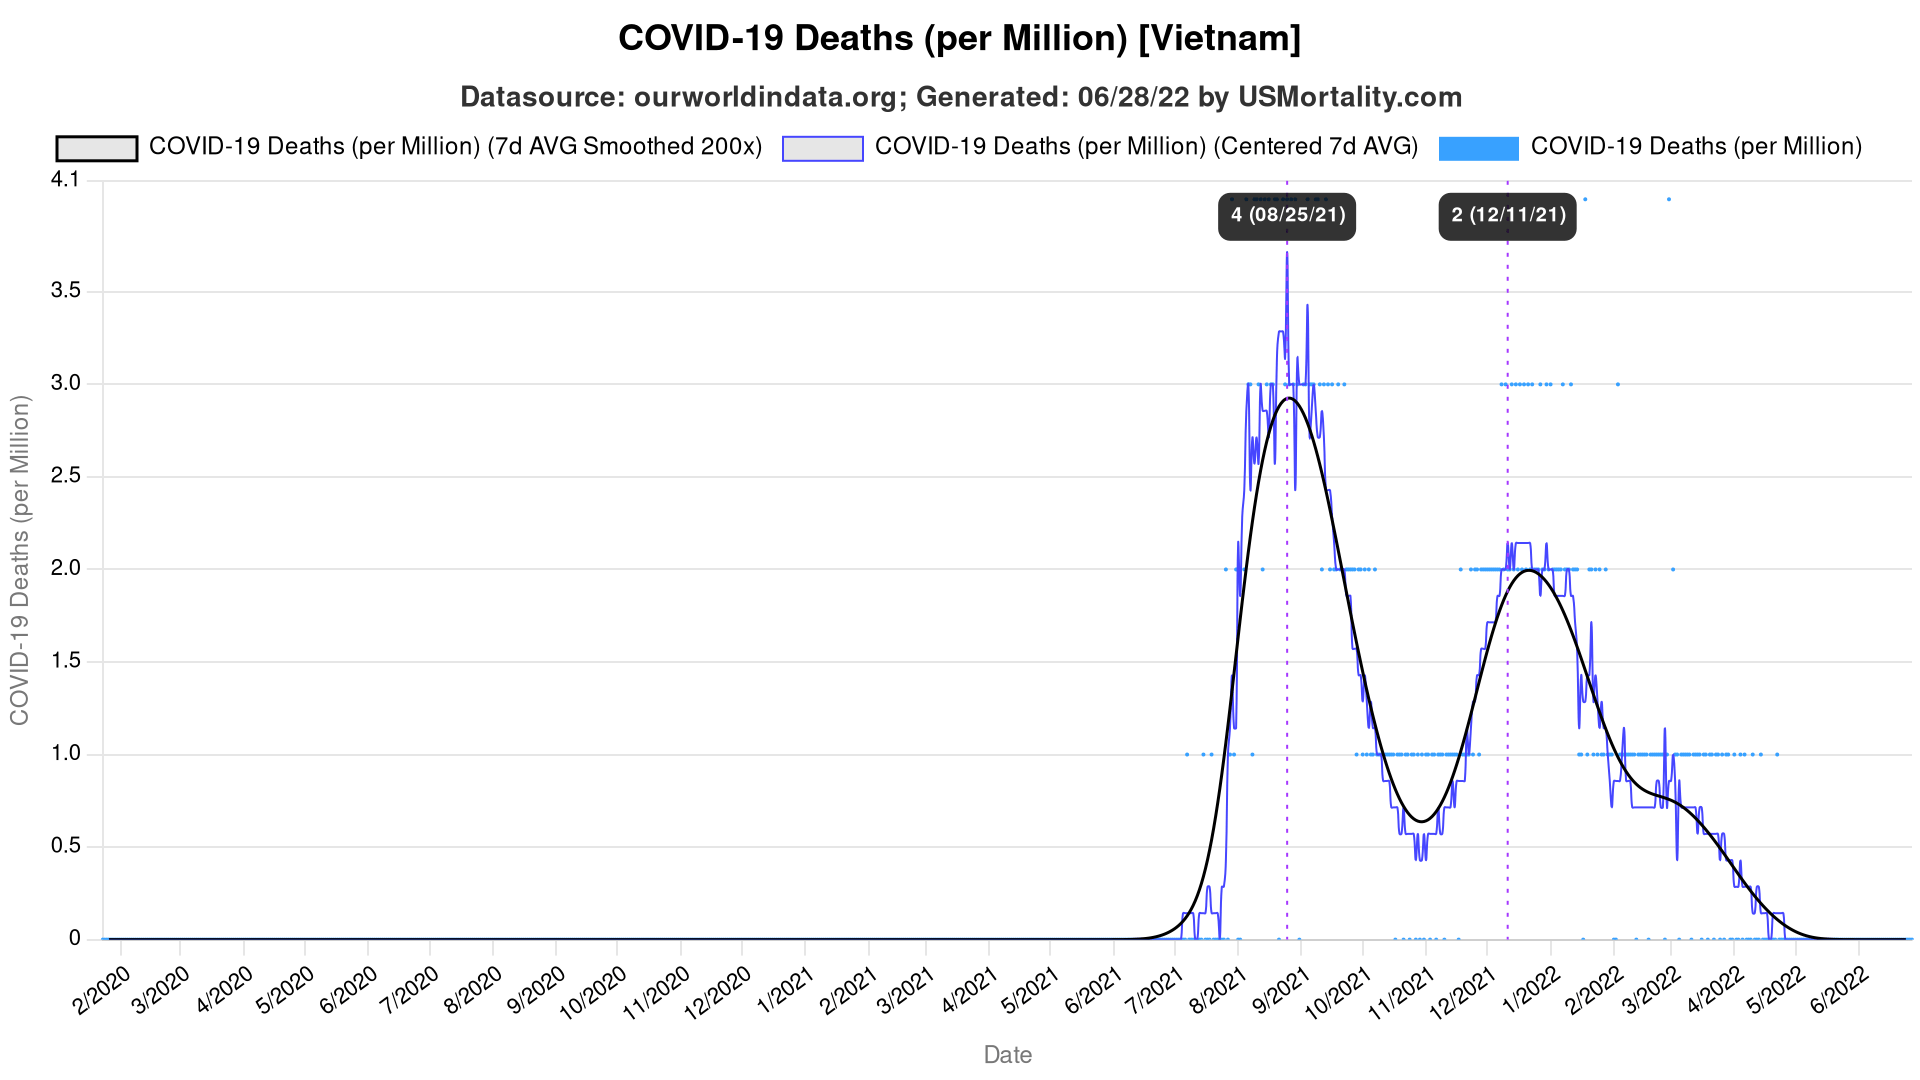 COVID-19 Deaths (per Million) [Vietnam]
Datasource: ourworldindata.org; Generated: 06/28/22 by USMortality.com
COVID-19 Deaths (per Million) (7d AVG Smoothed 200x) COVID-19 Deaths (per Million) (Centered 7d AVG) COVID-19 Deaths (per Million)
4.1
4 (08/25/21) 2 (12/11/21)
3.5
3.0
2.5
2.0
1.5
1.0
0.5
0
COVID-19 Deaths (per Million)
2/2020 3/2020 4/2020 5/2020 6/2020 7/2020 8/2020 9/2020 10/2020 11/2020 12/2020 1/2021 2/2021 3/2021 4/2021 5/2021 6/2021 7/2021 8/2021 9/2021 10/2021 11/2021 12/2021 1/2022 2/2022 3/2022 4/2022 5/2022 6/2022
Date